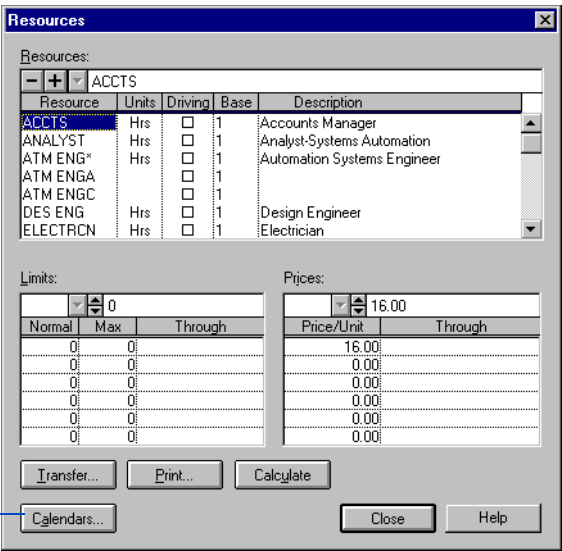 Resources
Resources:
ACCTS
Resource Units Driving Base Description
ACCTS Hrs 1 Accounts Manager
ANALYST Hrs 1 Analyst-Systems Automation
ATM ENG* Hrs 1 Automation Systems Engineer
ATM ENGA 1
ATM ENGC 1
DES ENG Hrs 1 Design Engineer
ELECTRCN Hrs 1 Electrician
Limits: Prices:
0 16.00
Normal Max Through Price/Unit Through
0 0 16.00
0 0 0.00
0 0 0.00
0 0 0.00
0 0 0.00
0 0 0.00
Transfer... Print... Calculate
Calendars... Close Help